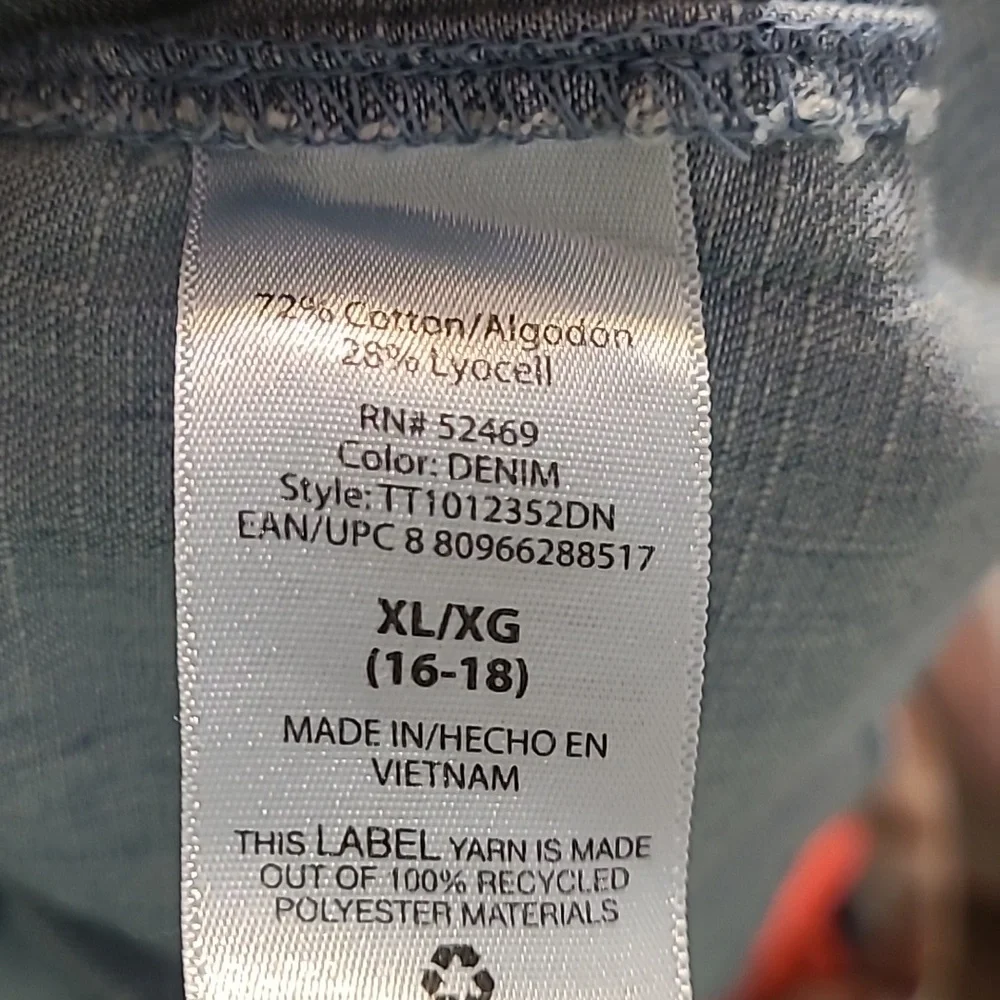 72% Cotton/Algodón
28% Lyocell
RN# 52469
Color: DENIM
Style: TT1012352DN
EAN/UPC 8 80966288517
XL/XG
(16-18)
MADE IN/HECHO EN
VIETNAM
THIS LABEL YARN IS MADE
OUT OF 100% RECYCLED
POLYESTER MATERIALS